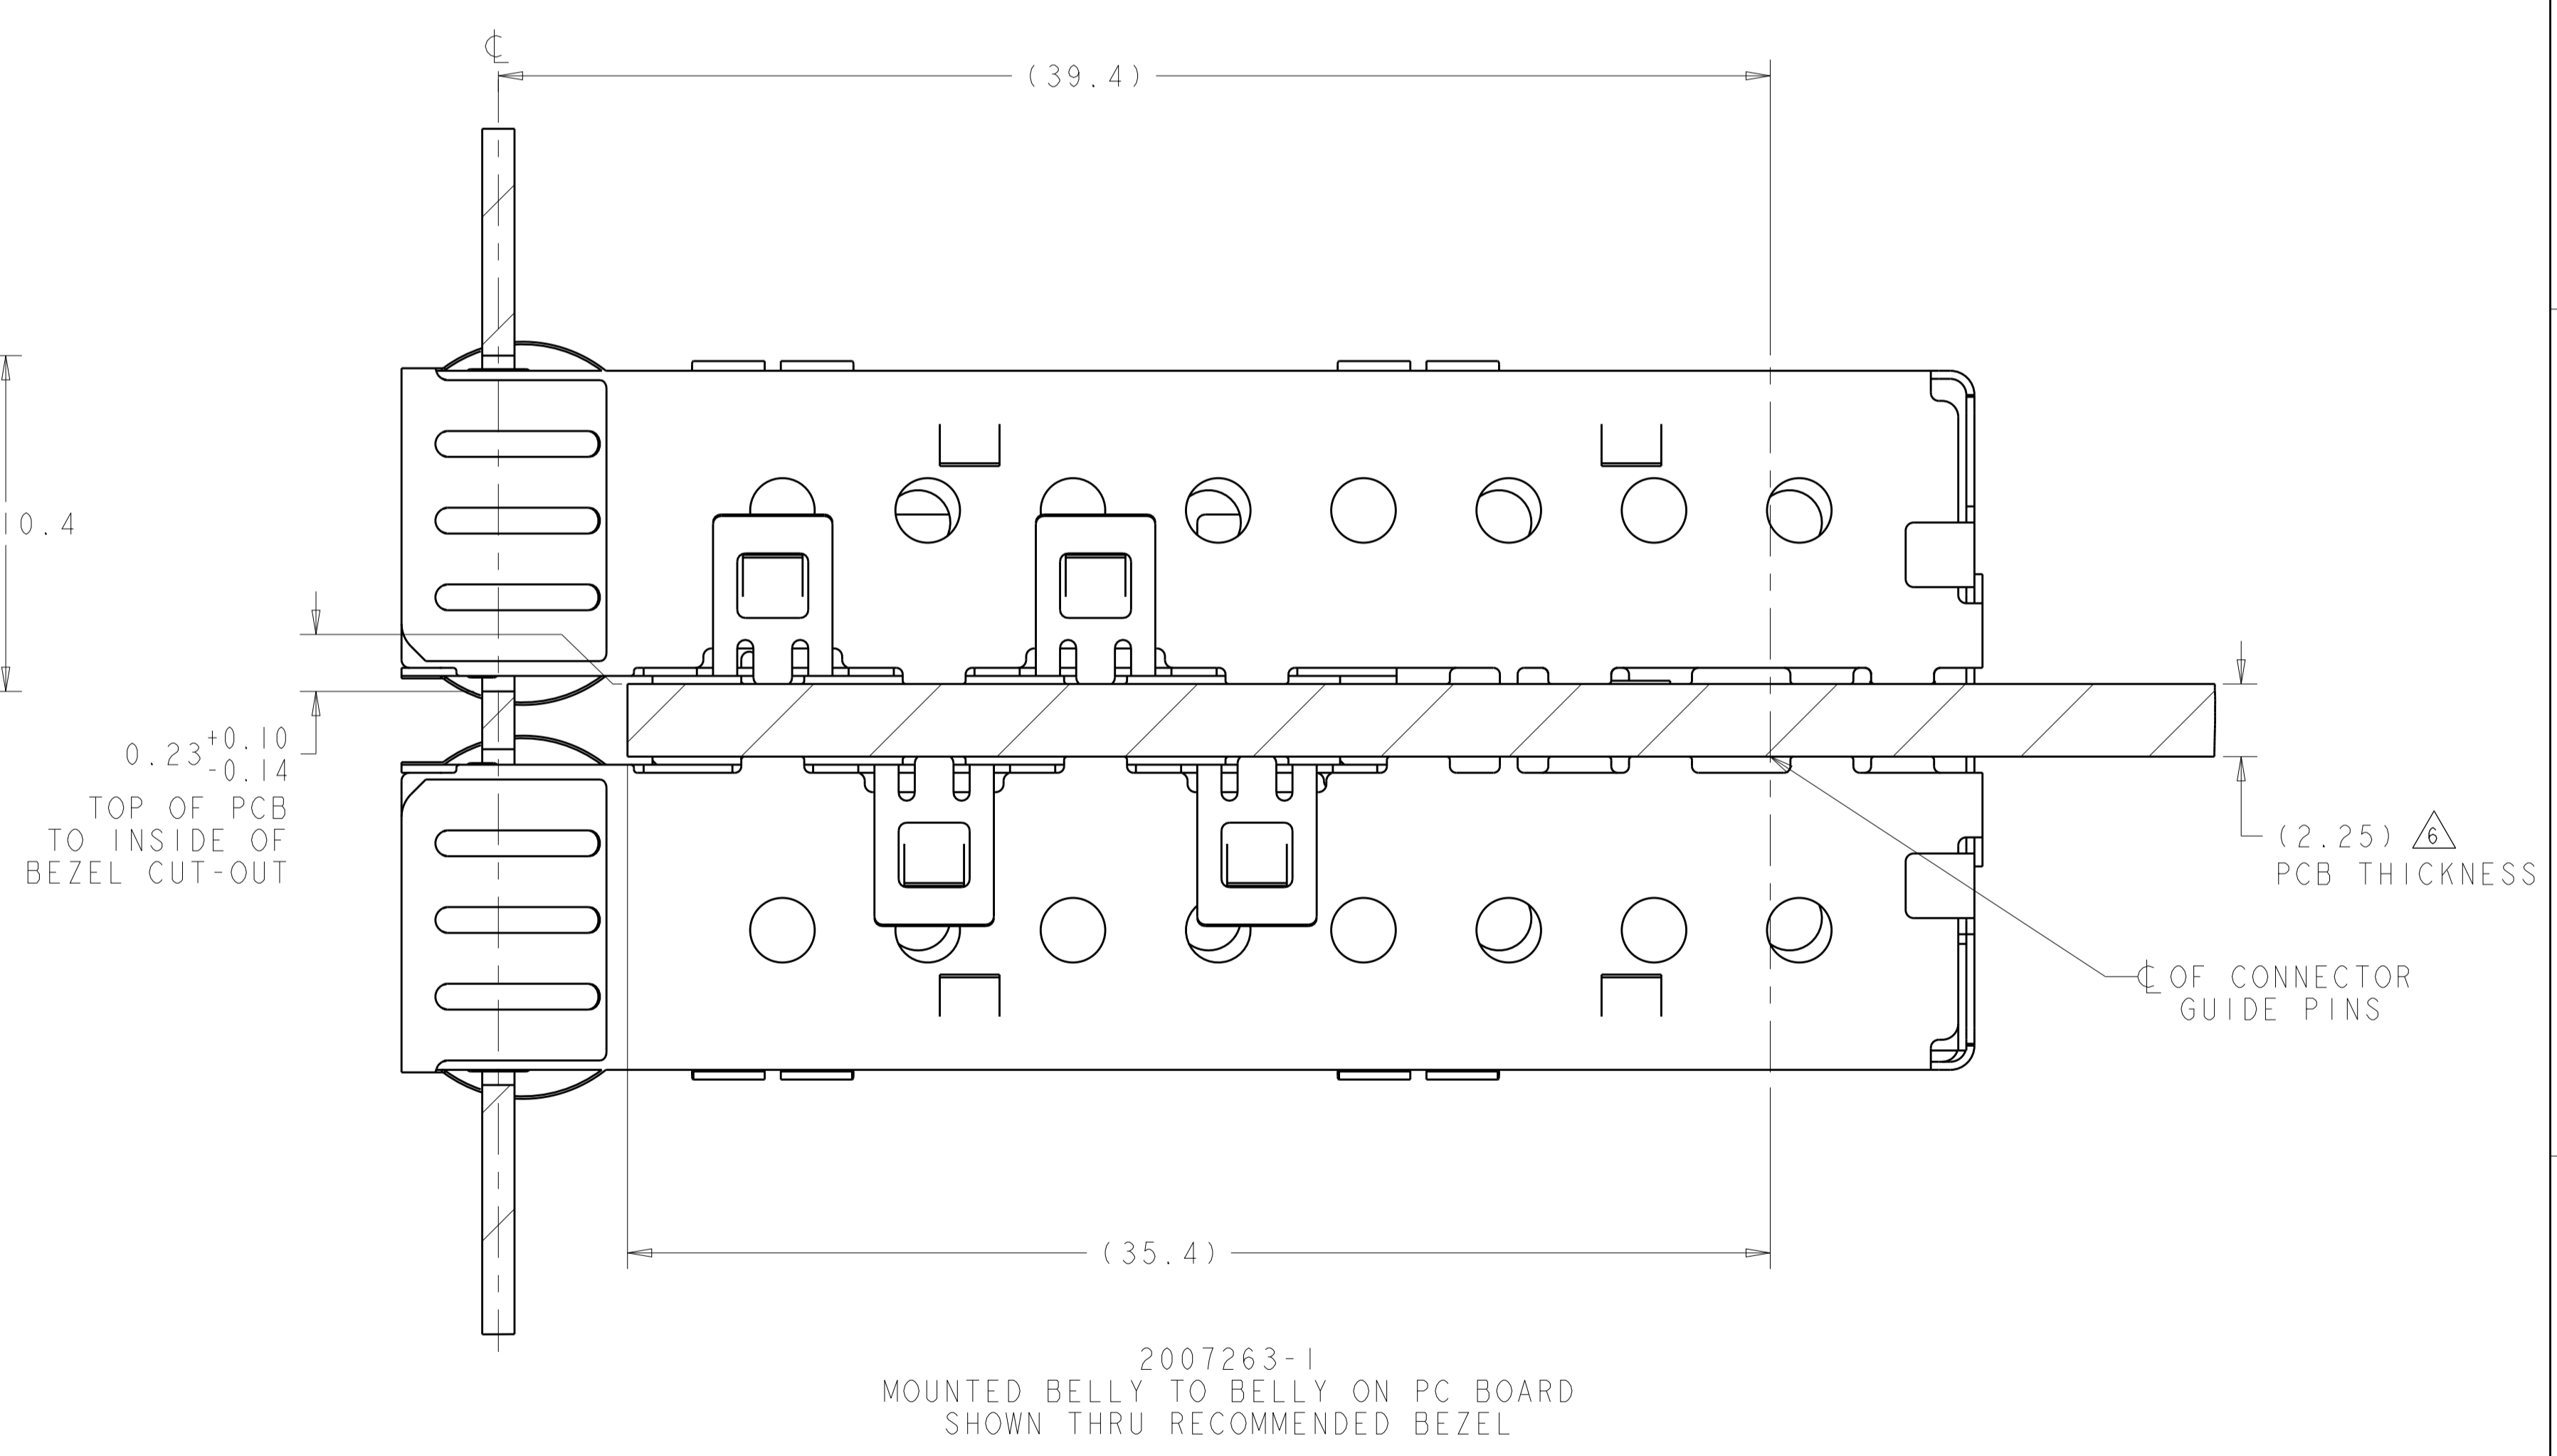 ℄
(39.4)
10.4
0.23 +0.10
-0.14
TOP OF PCB
TO INSIDE OF
BEZEL CUT-OUT
(2.25) 6
PCB THICKNESS
℄ OF CONNECTOR
GUIDE PINS
(35.4)
2007263-1
MOUNTED BELLY TO BELLY ON PC BOARD
SHOWN THRU RECOMMENDED BEZEL